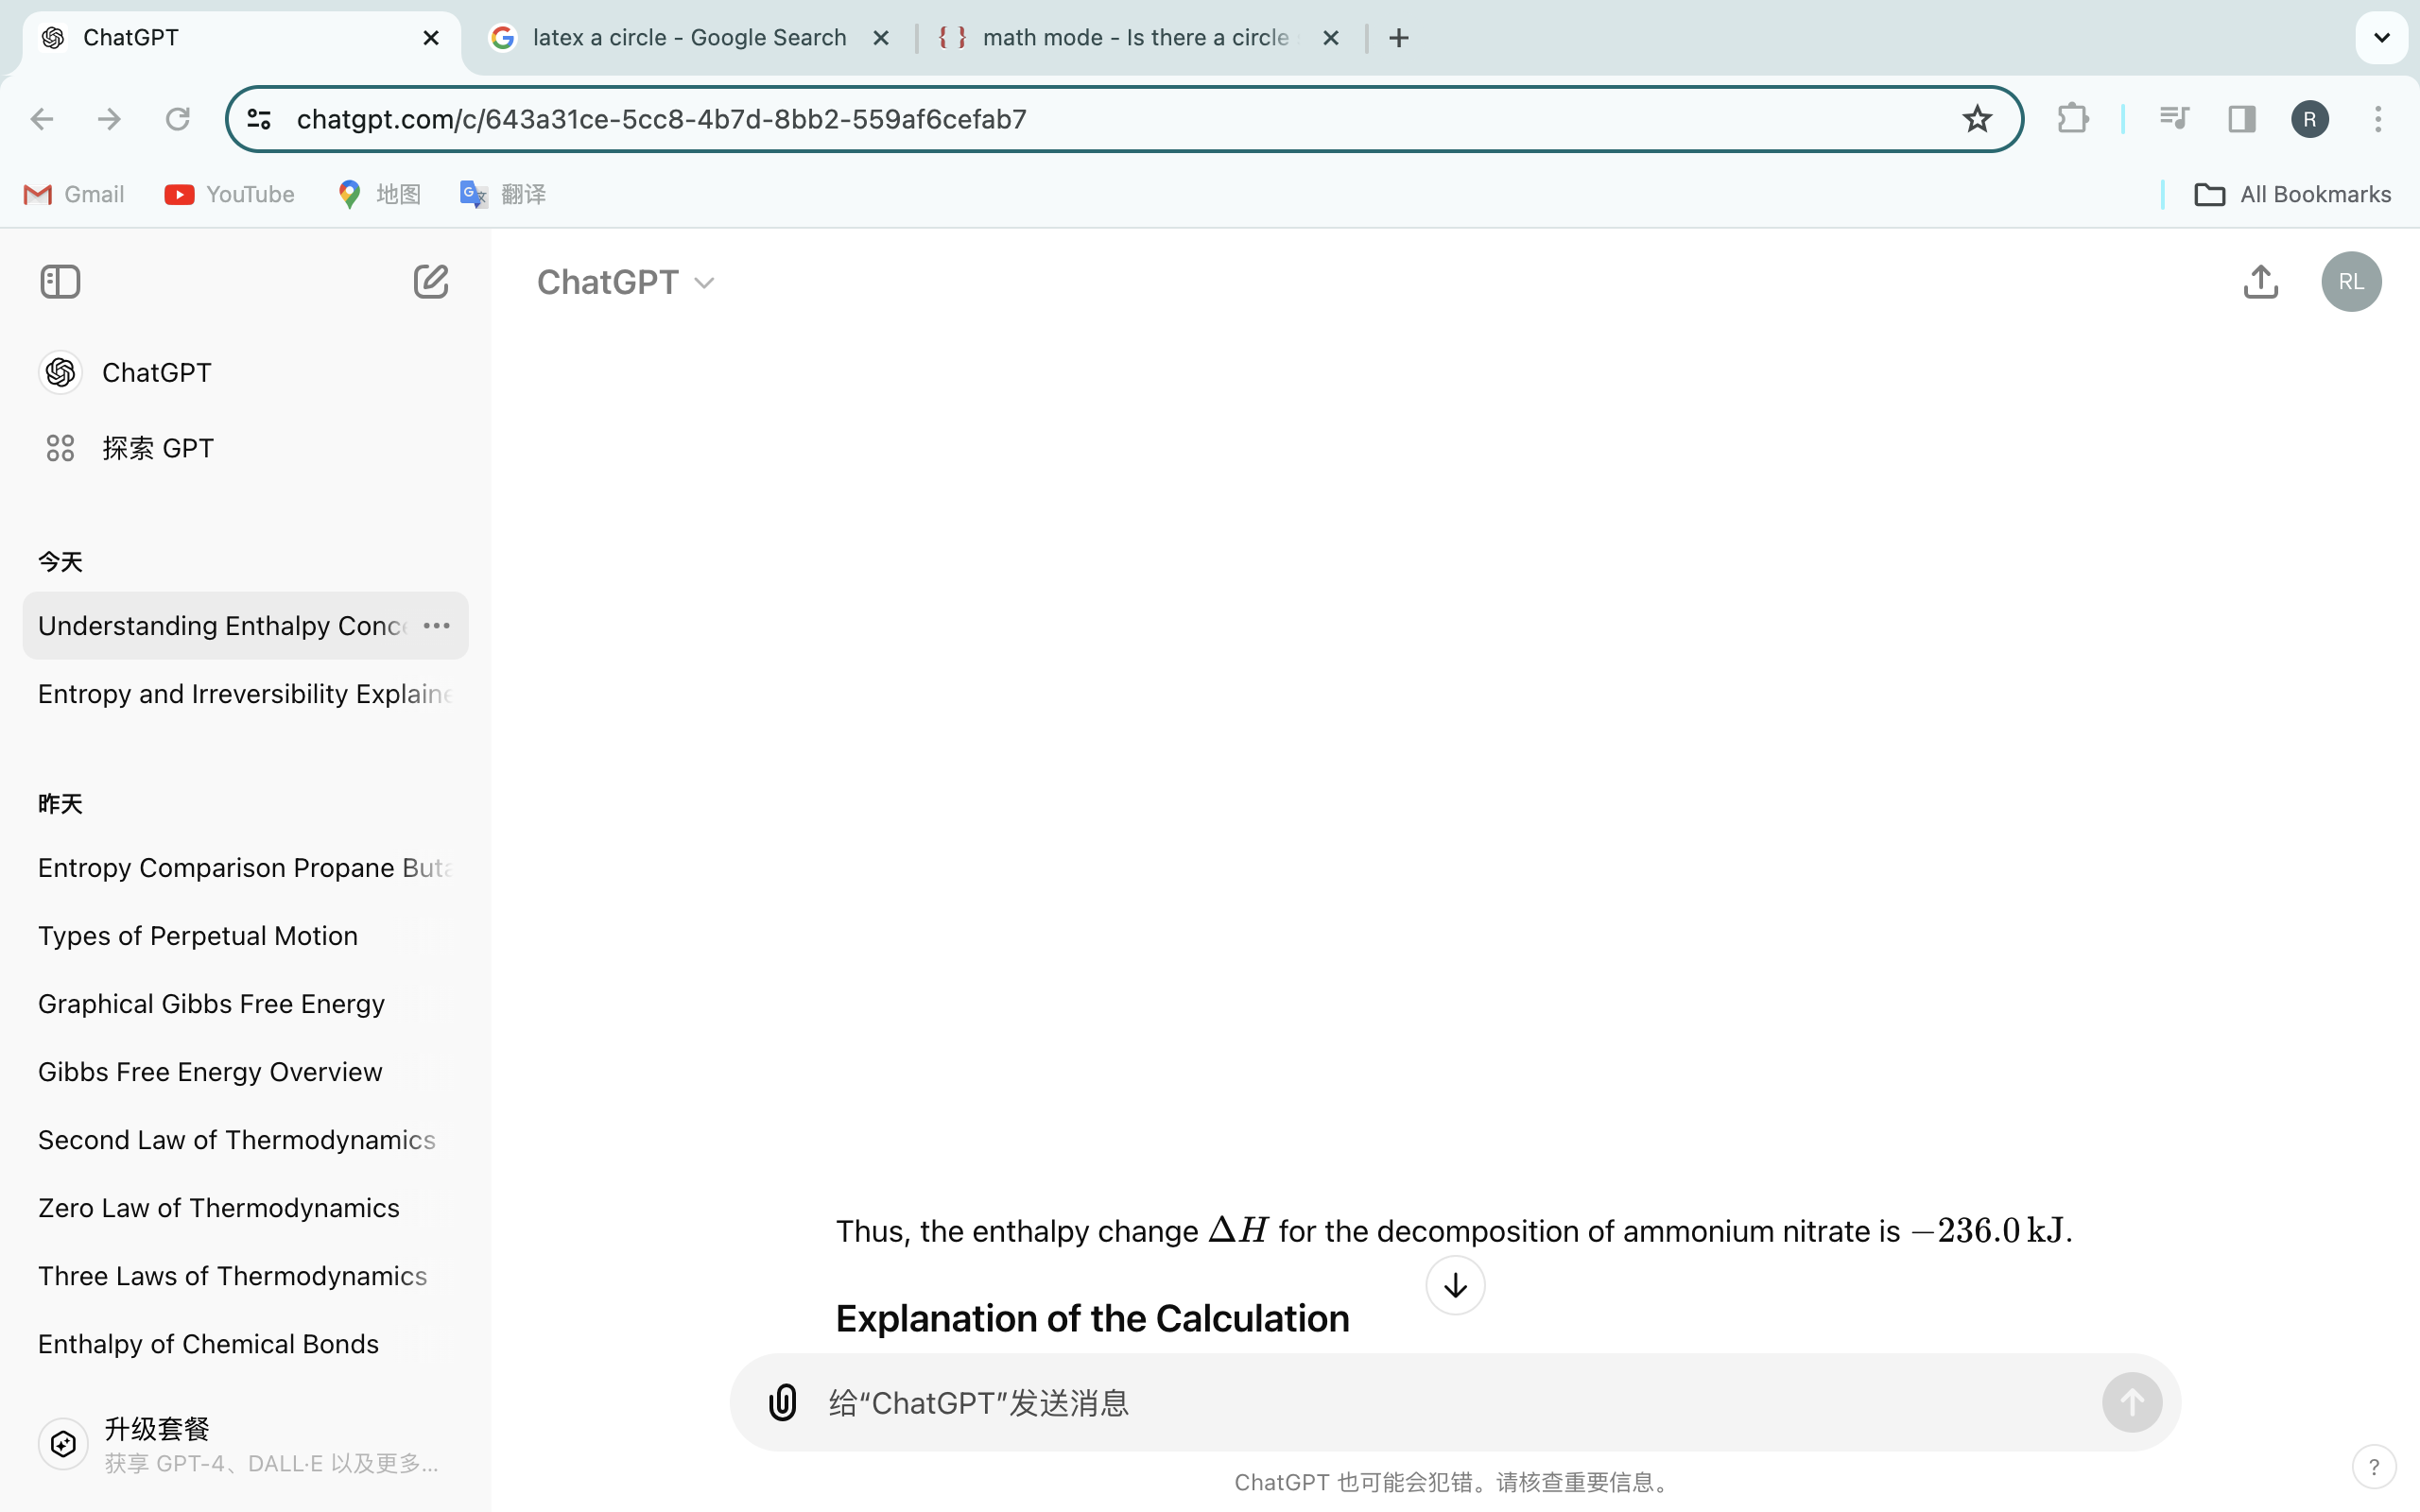 ChatGPT
latex a circle - Google Search
math mode - Is there a circle
chatgpt.com/c/643a31ce-5cc8-4b7d-8bb2-559af6cefab7
R
Gmail
YouTube
地图
翻译
All Bookmarks
ChatGPT
RL
ChatGPT
探索 GPT
今天
Understanding Enthalpy Conce
Entropy and Irreversibility Explaine
昨天
Entropy Comparison Propane Buta
Types of Perpetual Motion
Graphical Gibbs Free Energy
Gibbs Free Energy Overview
Second Law of Thermodynamics
Zero Law of Thermodynamics
Three Laws of Thermodynamics
Enthalpy of Chemical Bonds
升级套餐
获享 GPT-4、DALL·E 以及更多...
Thus, the enthalpy change ΔH for the decomposition of ammonium nitrate is −236.0 kJ.
Explanation of the Calculation
给“ChatGPT”发送消息
ChatGPT 也可能会犯错。请核查重要信息。
?